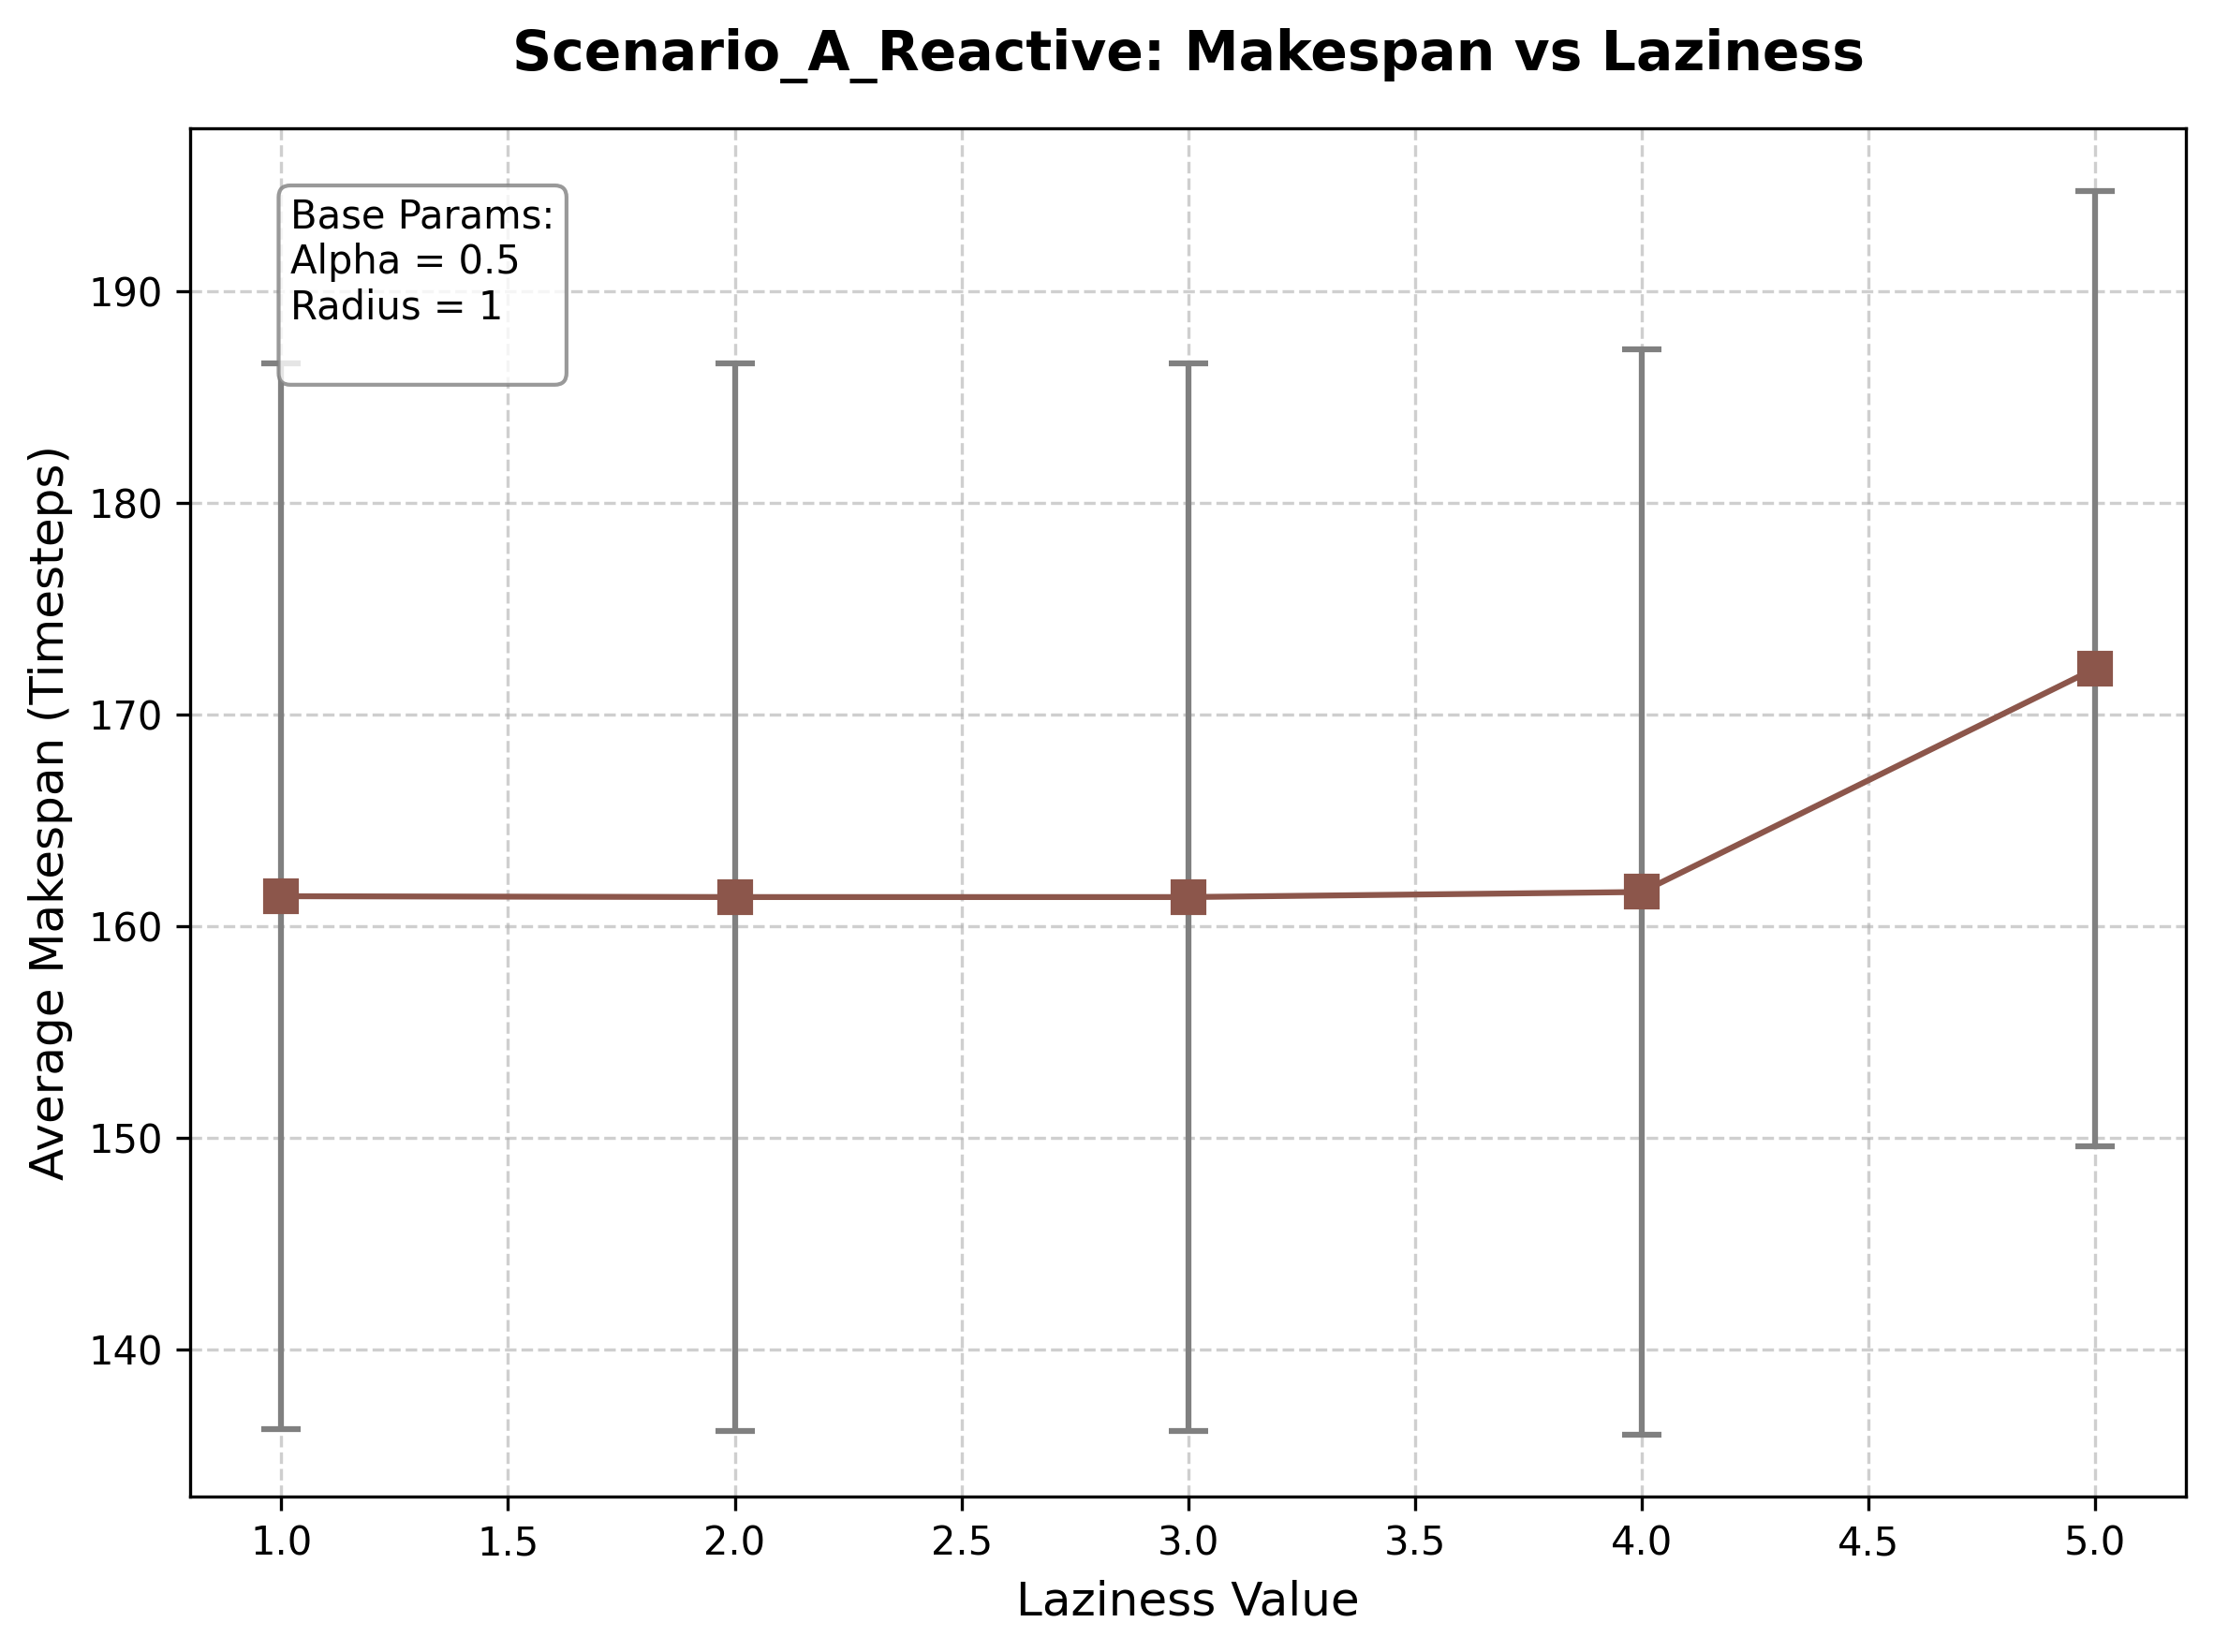 Scenario_A_Reactive: Makespan vs Laziness
Base Params:
Alpha = 0.5
Radius = 1
190
180
170
160
150
140
Average Makespan (Timesteps)
1.0 1.5 2.0 2.5 3.0 3.5 4.0 4.5 5.0
Laziness Value